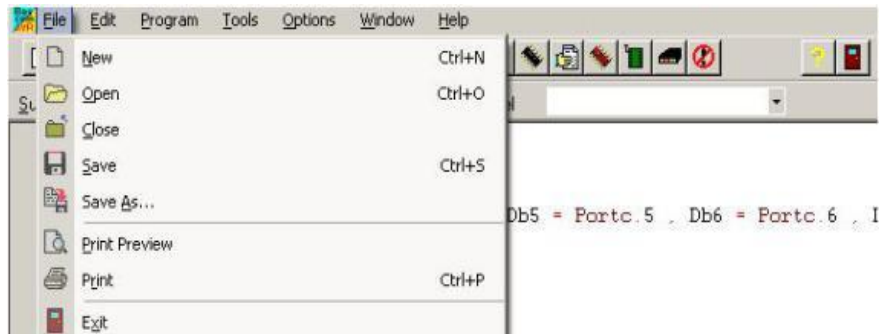 File Edit Program Tools Options Window Help
New Ctrl+N
Open Ctrl+O
Close
Save Ctrl+S
Save As...
Db5 = Portc.5 , Db6 = Portc.6 ,
Print Preview
Print Ctrl+P
Exit